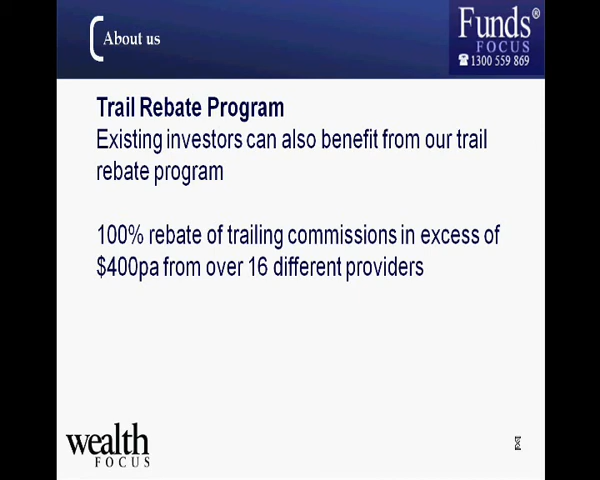 About us
Funds®
FOCUS
☎ 1300 559 869
Trail Rebate Program
Existing investors can also benefit from our trail
rebate program
100% rebate of trailing commissions in excess of
$400pa from over 16 different providers
wealth
FOCUS